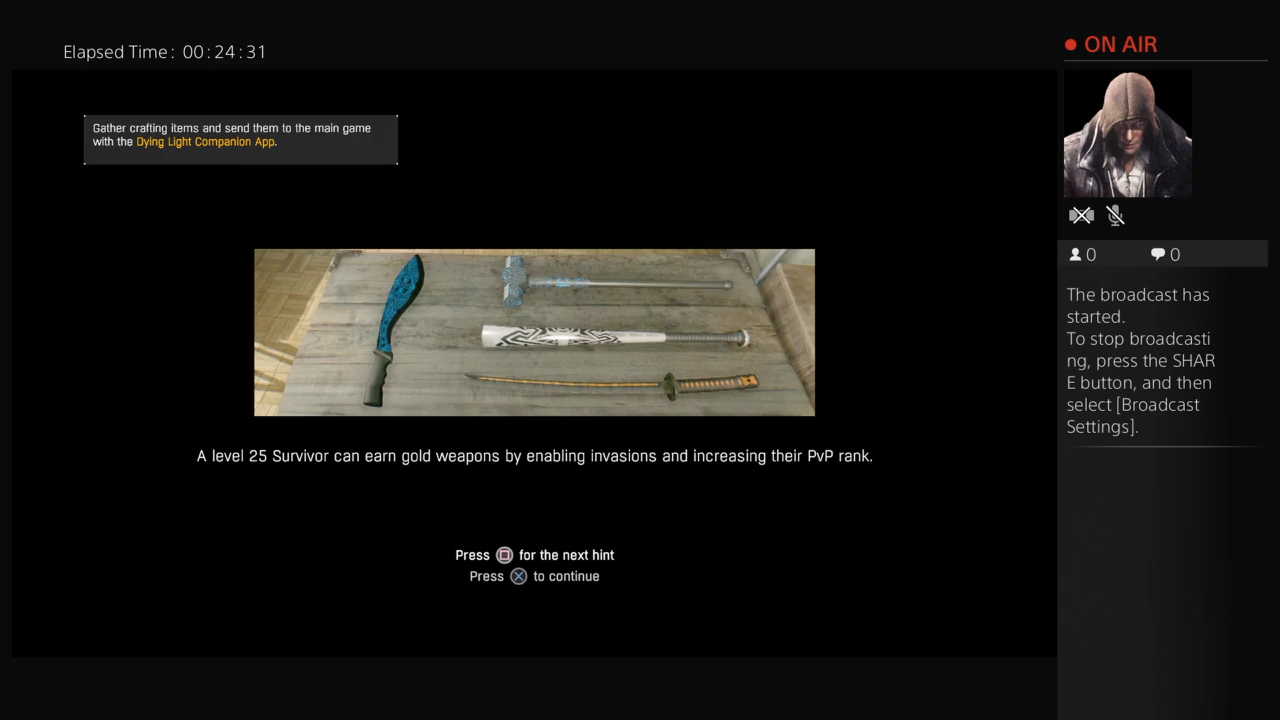 Elapsed Time: 00:24:31
Gather crafting items and send them to the main game
with the Dying Light Companion App.
A level 25 Survivor can earn gold weapons by enabling invasions and increasing their PvP rank.
Press for the next hint
Press to continue
ON AIR
0 0
The broadcast has
started.
To stop broadcasti
ng, press the SHAR
E button, and then
select [Broadcast
Settings].